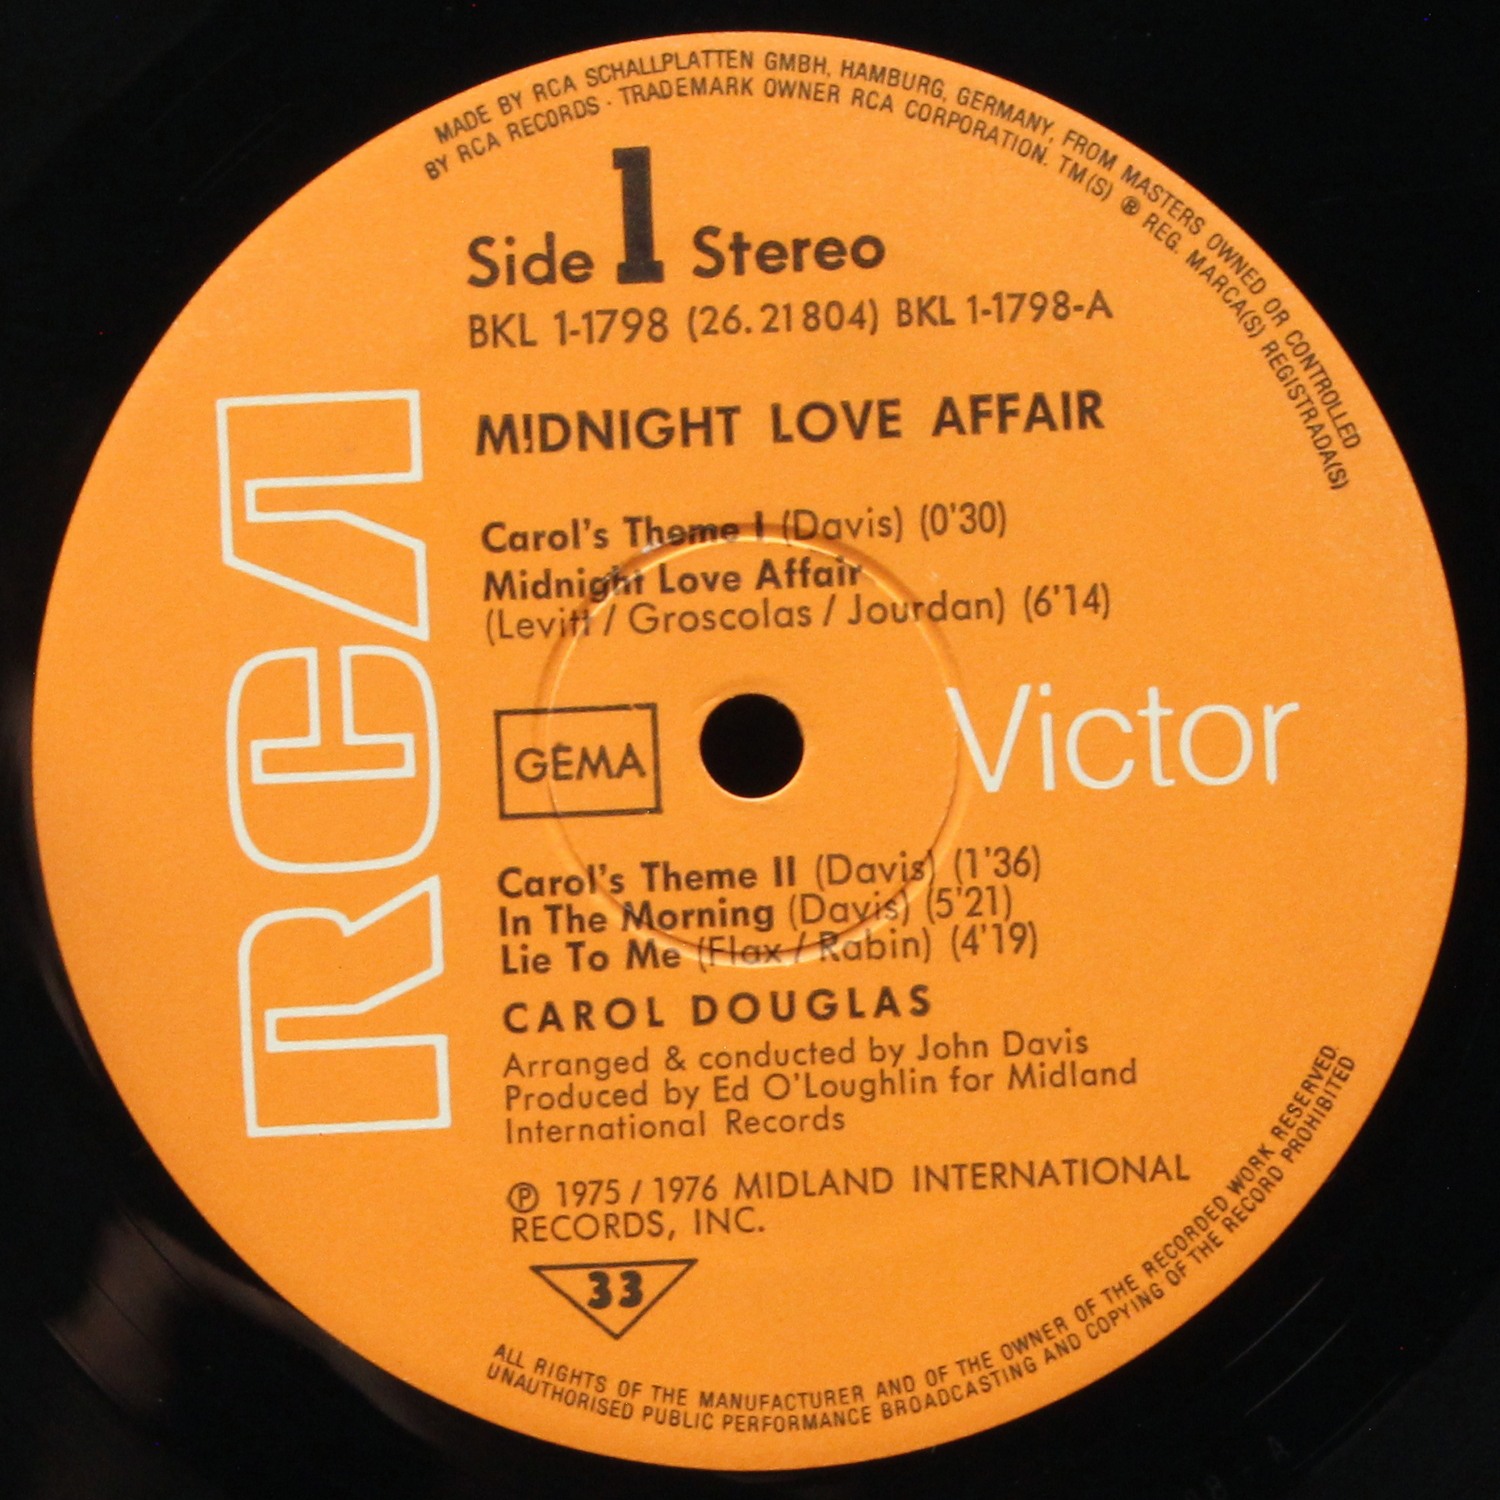 MADE BY RCA SCHALLPLATTEN GMBH, HAMBURG, GERMANY, FROM MASTERS OWNED OR CONTROLLED
BY RCA RECORDS · TRADEMARK OWNER RCA CORPORATION. TM(S) ® REG. MARCA(S) REGISTRADA(S)
Side 1 Stereo
BKL 1-1798 (26.21804) BKL 1-1798-A
MIDNIGHT LOVE AFFAIR
Carol's Theme I (Davis) (0'30)
Midnight Love Affair
(Levitt / Groscolas / Jourdan) (6'14)
RCA
GEMA
Victor
Carol's Theme II (Davis) (1'36)
In The Morning (Davis) (5'21)
Lie To Me (Flax / Rabin) (4'19)
CAROL DOUGLAS
Arranged & conducted by John Davis
Produced by Ed O'Loughlin for Midland
International Records
℗ 1975 / 1976 MIDLAND INTERNATIONAL
RECORDS, INC.
33
ALL RIGHTS OF THE MANUFACTURER AND OF THE OWNER OF THE RECORDED WORK RESERVED.
UNAUTHORISED PUBLIC PERFORMANCE BROADCASTING AND COPYING OF THE RECORD PROHIBITED